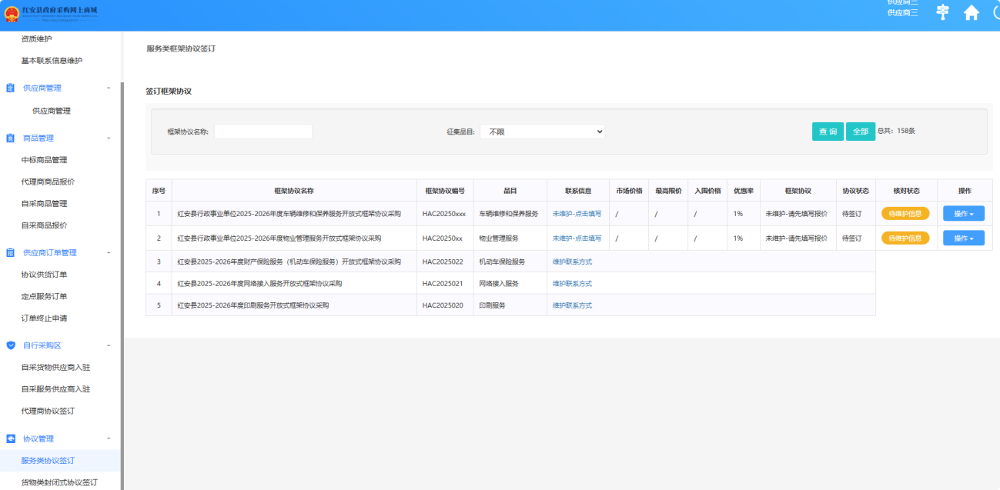 红安县政府采购网上商城
供应商三
供应商三
资质维护
基本联系信息维护
供应商管理 -
供应商管理
商品管理 -
中标商品管理
代理商商品报价
自采商品管理
自采商品报价
供应商订单管理 -
协议供货订单
定点服务订单
订单终止申请
自行采购区 -
自采货物供应商入驻
自采服务供应商入驻
代理商协议签订
协议管理 -
服务类协议签订
货物类封闭式协议签订
服务类框架协议签订
签订框架协议
框架协议名称: 征集品目: 不限 查 询 全部 总共：158条
序号 框架协议名称 框架协议编号 品目 联系信息 市场价格 最高限价 入围价格 优惠率 框架协议 协议状态 核对状态 操作
1 红安县行政事业单位2025-2026年度车辆维修和保养服务开放式框架协议采购 HAC20250xxx 车辆维修和保养服务 未维护-点击填写 / / / 1% 未维护-请先填写报价 待签订 待维护信息 操作
2 红安县行政事业单位2025-2026年度物业管理服务开放式框架协议采购 HAC20250xx 物业管理服务 未维护-点击填写 / / / 1% 未维护-请先填写报价 待签订 待维护信息 操作
3 红安县2025-2026年度财产保险服务（机动车保险服务）开放式框架协议采购 HAC2025022 机动车保险服务 维护联系方式
4 红安县2025-2026年度网络接入服务开放式框架协议采购 HAC2025021 网络接入服务 维护联系方式
5 红安县2025-2026年度印刷服务开放式框架协议采购 HAC2025020 印刷服务 维护联系方式